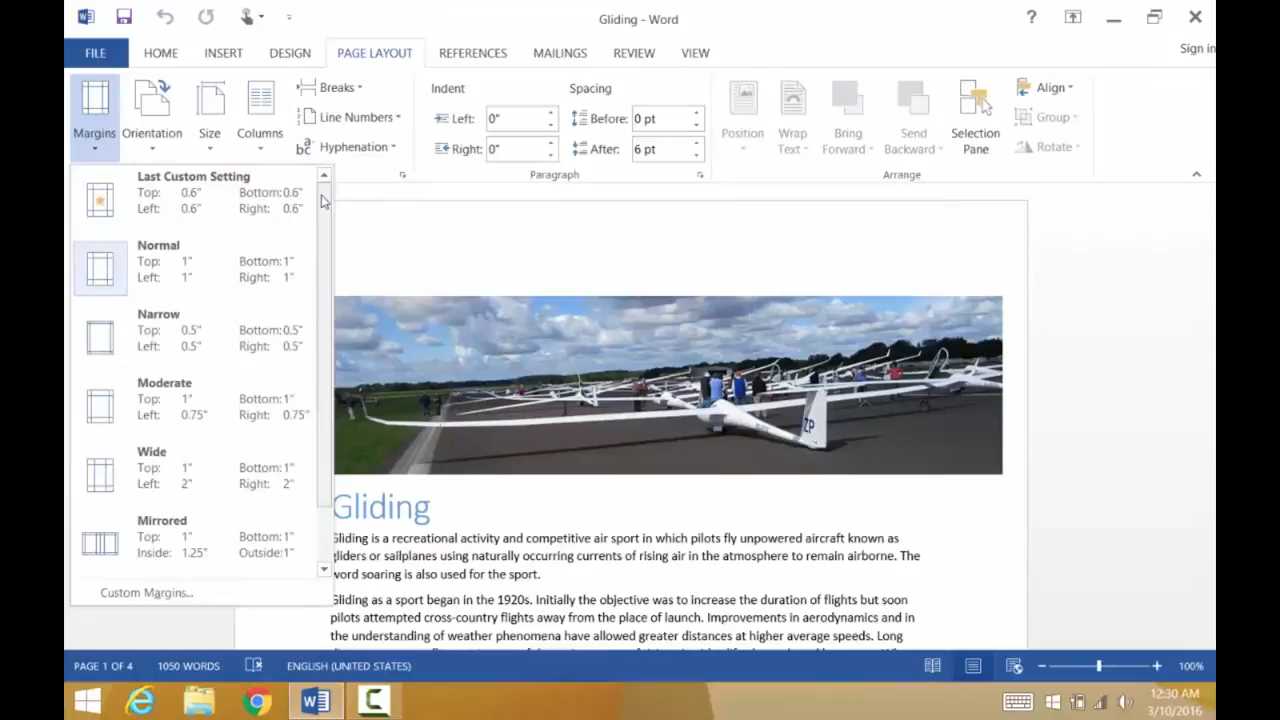 Gliding - Word
?
Sign in
FILE HOME INSERT DESIGN PAGE LAYOUT REFERENCES MAILINGS REVIEW VIEW
Margins
Orientation
Size
Columns
Breaks
Line Numbers
Hyphenation
Indent
Left: 0"
Right: 0"
Spacing
Before: 0 pt
After: 6 pt
Paragraph
Position
Wrap
Text
Bring
Forward
Send
Backward
Selection
Pane
Align
Group
Rotate
Arrange
Last Custom Setting
Top: 0.6" Bottom:0.6"
Left: 0.6" Right: 0.6"
Normal
Top: 1" Bottom:1"
Left: 1" Right: 1"
Narrow
Top: 0.5" Bottom:0.5"
Left: 0.5" Right: 0.5"
Moderate
Top: 1" Bottom:1"
Left: 0.75" Right: 0.75"
Wide
Top: 1" Bottom:1"
Left: 2" Right: 2"
Mirrored
Top: 1" Bottom:1"
Inside: 1.25" Outside:1"
Custom Margins...
ZP
Gliding
Gliding is a recreational activity and competitive air sport in which pilots fly unpowered aircraft known as
gliders or sailplanes using naturally occurring currents of rising air in the atmosphere to remain airborne. The
word soaring is also used for the sport.
Gliding as a sport began in the 1920s. Initially the objective was to increase the duration of flights but soon
pilots attempted cross-country flights away from the place of launch. Improvements in aerodynamics and in
the understanding of weather phenomena have allowed greater distances at higher average speeds. Long
PAGE 1 OF 4 1050 WORDS ENGLISH (UNITED STATES) 100%
12:30 AM
3/10/2016